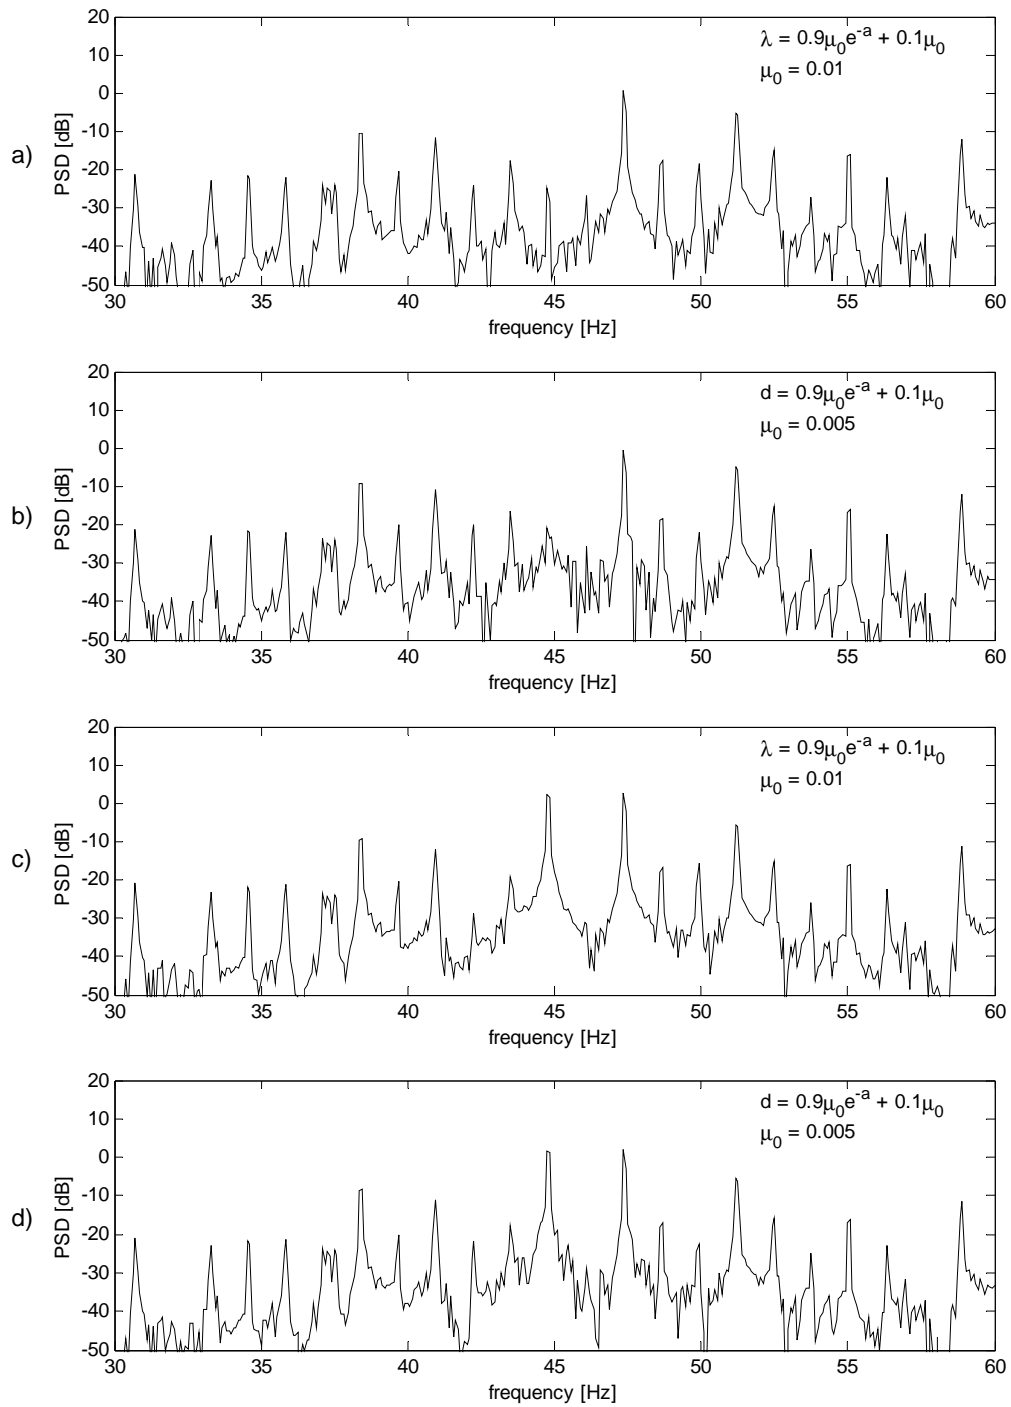 a)
PSD [dB]
20
10
0
-10
-20
-30
-40
-50
λ = 0.9μ₀e⁻ᵃ + 0.1μ₀
μ₀ = 0.01
30 35 40 45 50 55 60
frequency [Hz]
b)
PSD [dB]
20
10
0
-10
-20
-30
-40
-50
d = 0.9μ₀e⁻ᵃ + 0.1μ₀
μ₀ = 0.005
30 35 40 45 50 55 60
frequency [Hz]
c)
PSD [dB]
20
10
0
-10
-20
-30
-40
-50
λ = 0.9μ₀e⁻ᵃ + 0.1μ₀
μ₀ = 0.01
30 35 40 45 50 55 60
frequency [Hz]
d)
PSD [dB]
20
10
0
-10
-20
-30
-40
-50
d = 0.9μ₀e⁻ᵃ + 0.1μ₀
μ₀ = 0.005
30 35 40 45 50 55 60
frequency [Hz]